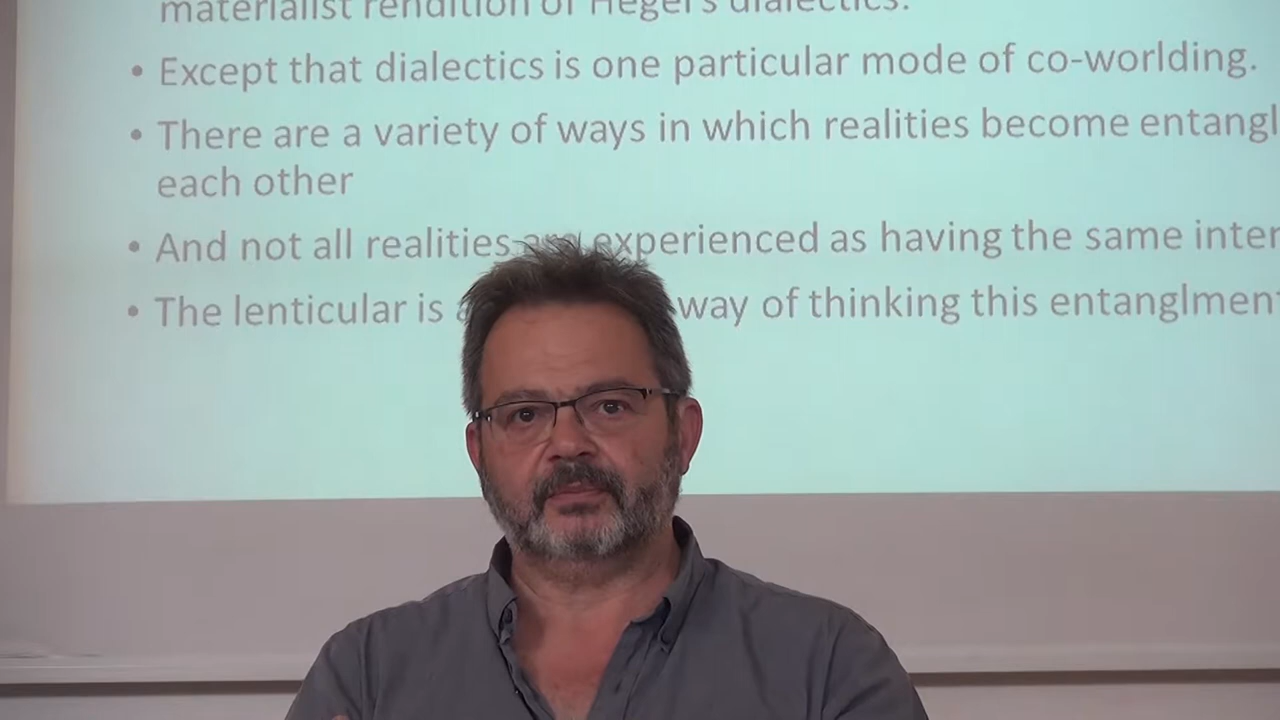 materialist rendition of Hegel's dialectics.
• Except that dialectics is one particular mode of co-worlding.
• There are a variety of ways in which realities become entangl
each other
• And not all realities are experienced as having the same inter
• The lenticular is way of thinking this entanglmen